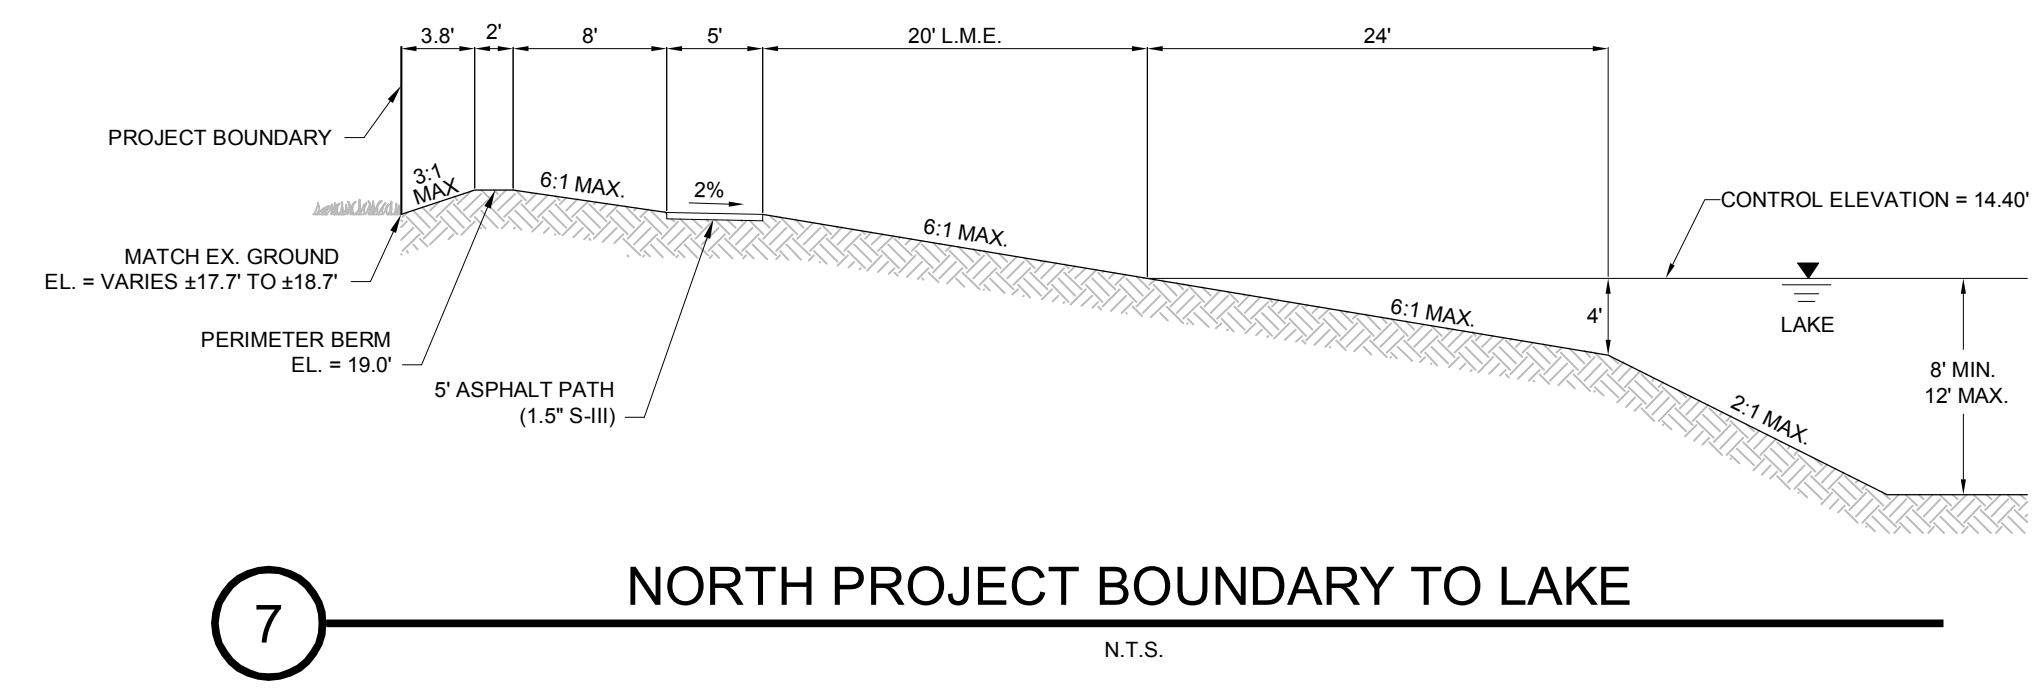 3.8'
2'
8'
5'
20' L.M.E.
24'
PROJECT BOUNDARY
3:1
MAX
6:1 MAX.
2%
6:1 MAX.
CONTROL ELEVATION = 14.40'
MATCH EX. GROUND
EL. = VARIES ±17.7' TO ±18.7'
6:1 MAX.
4'
LAKE
PERIMETER BERM
EL. = 19.0'
8' MIN.
12' MAX.
5' ASPHALT PATH
(1.5" S-III)
2:1 MAX.
7
NORTH PROJECT BOUNDARY TO LAKE
N.T.S.